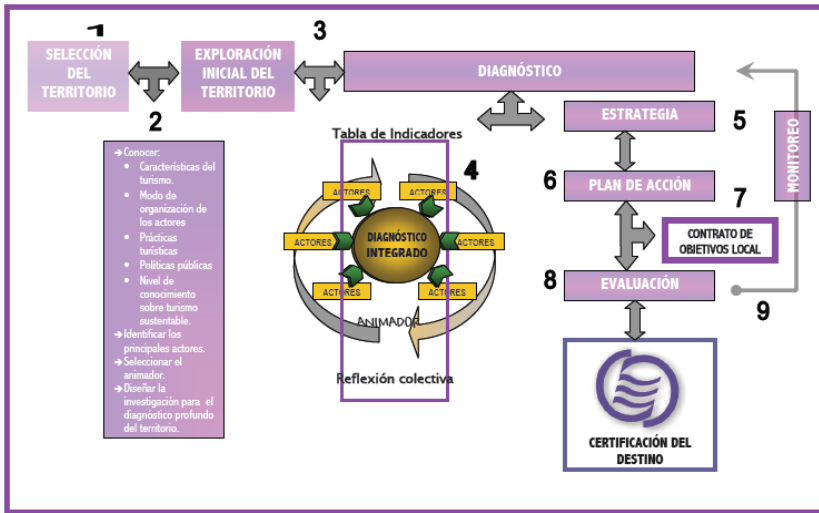 1
SELECCIÓN
DEL
TERRITORIO
EXPLORACIÓN
INICIAL DEL
TERRITORIO
3
DIAGNÓSTICO
2
→Conocer:
• Características del
turismo.
• Modo de
organización de
los actores
• Prácticas
turísticas
• Políticas públicas
• Nivel de
conocimiento
sobre turismo
sustentable.
→Identificar los
principales actores.
→Seleccionar el
animador.
→Diseñar la
investigación para el
diagnóstico profundo
del territorio.
Tabla de Indicadores
4
ACTORES
ACTORES
ACTORES
DIAGNÓSTICO
INTEGRADO
ACTORES
ACTORES
ACTORES
ANIMADOR
Reflexión colectiva
ESTRATEGIA
5
6
PLAN DE ACCIÓN
7
CONTRATO DE
OBJETIVOS LOCAL
8
EVALUACIÓN
9
MONITOREO
CERTIFICACIÓN DEL
DESTINO